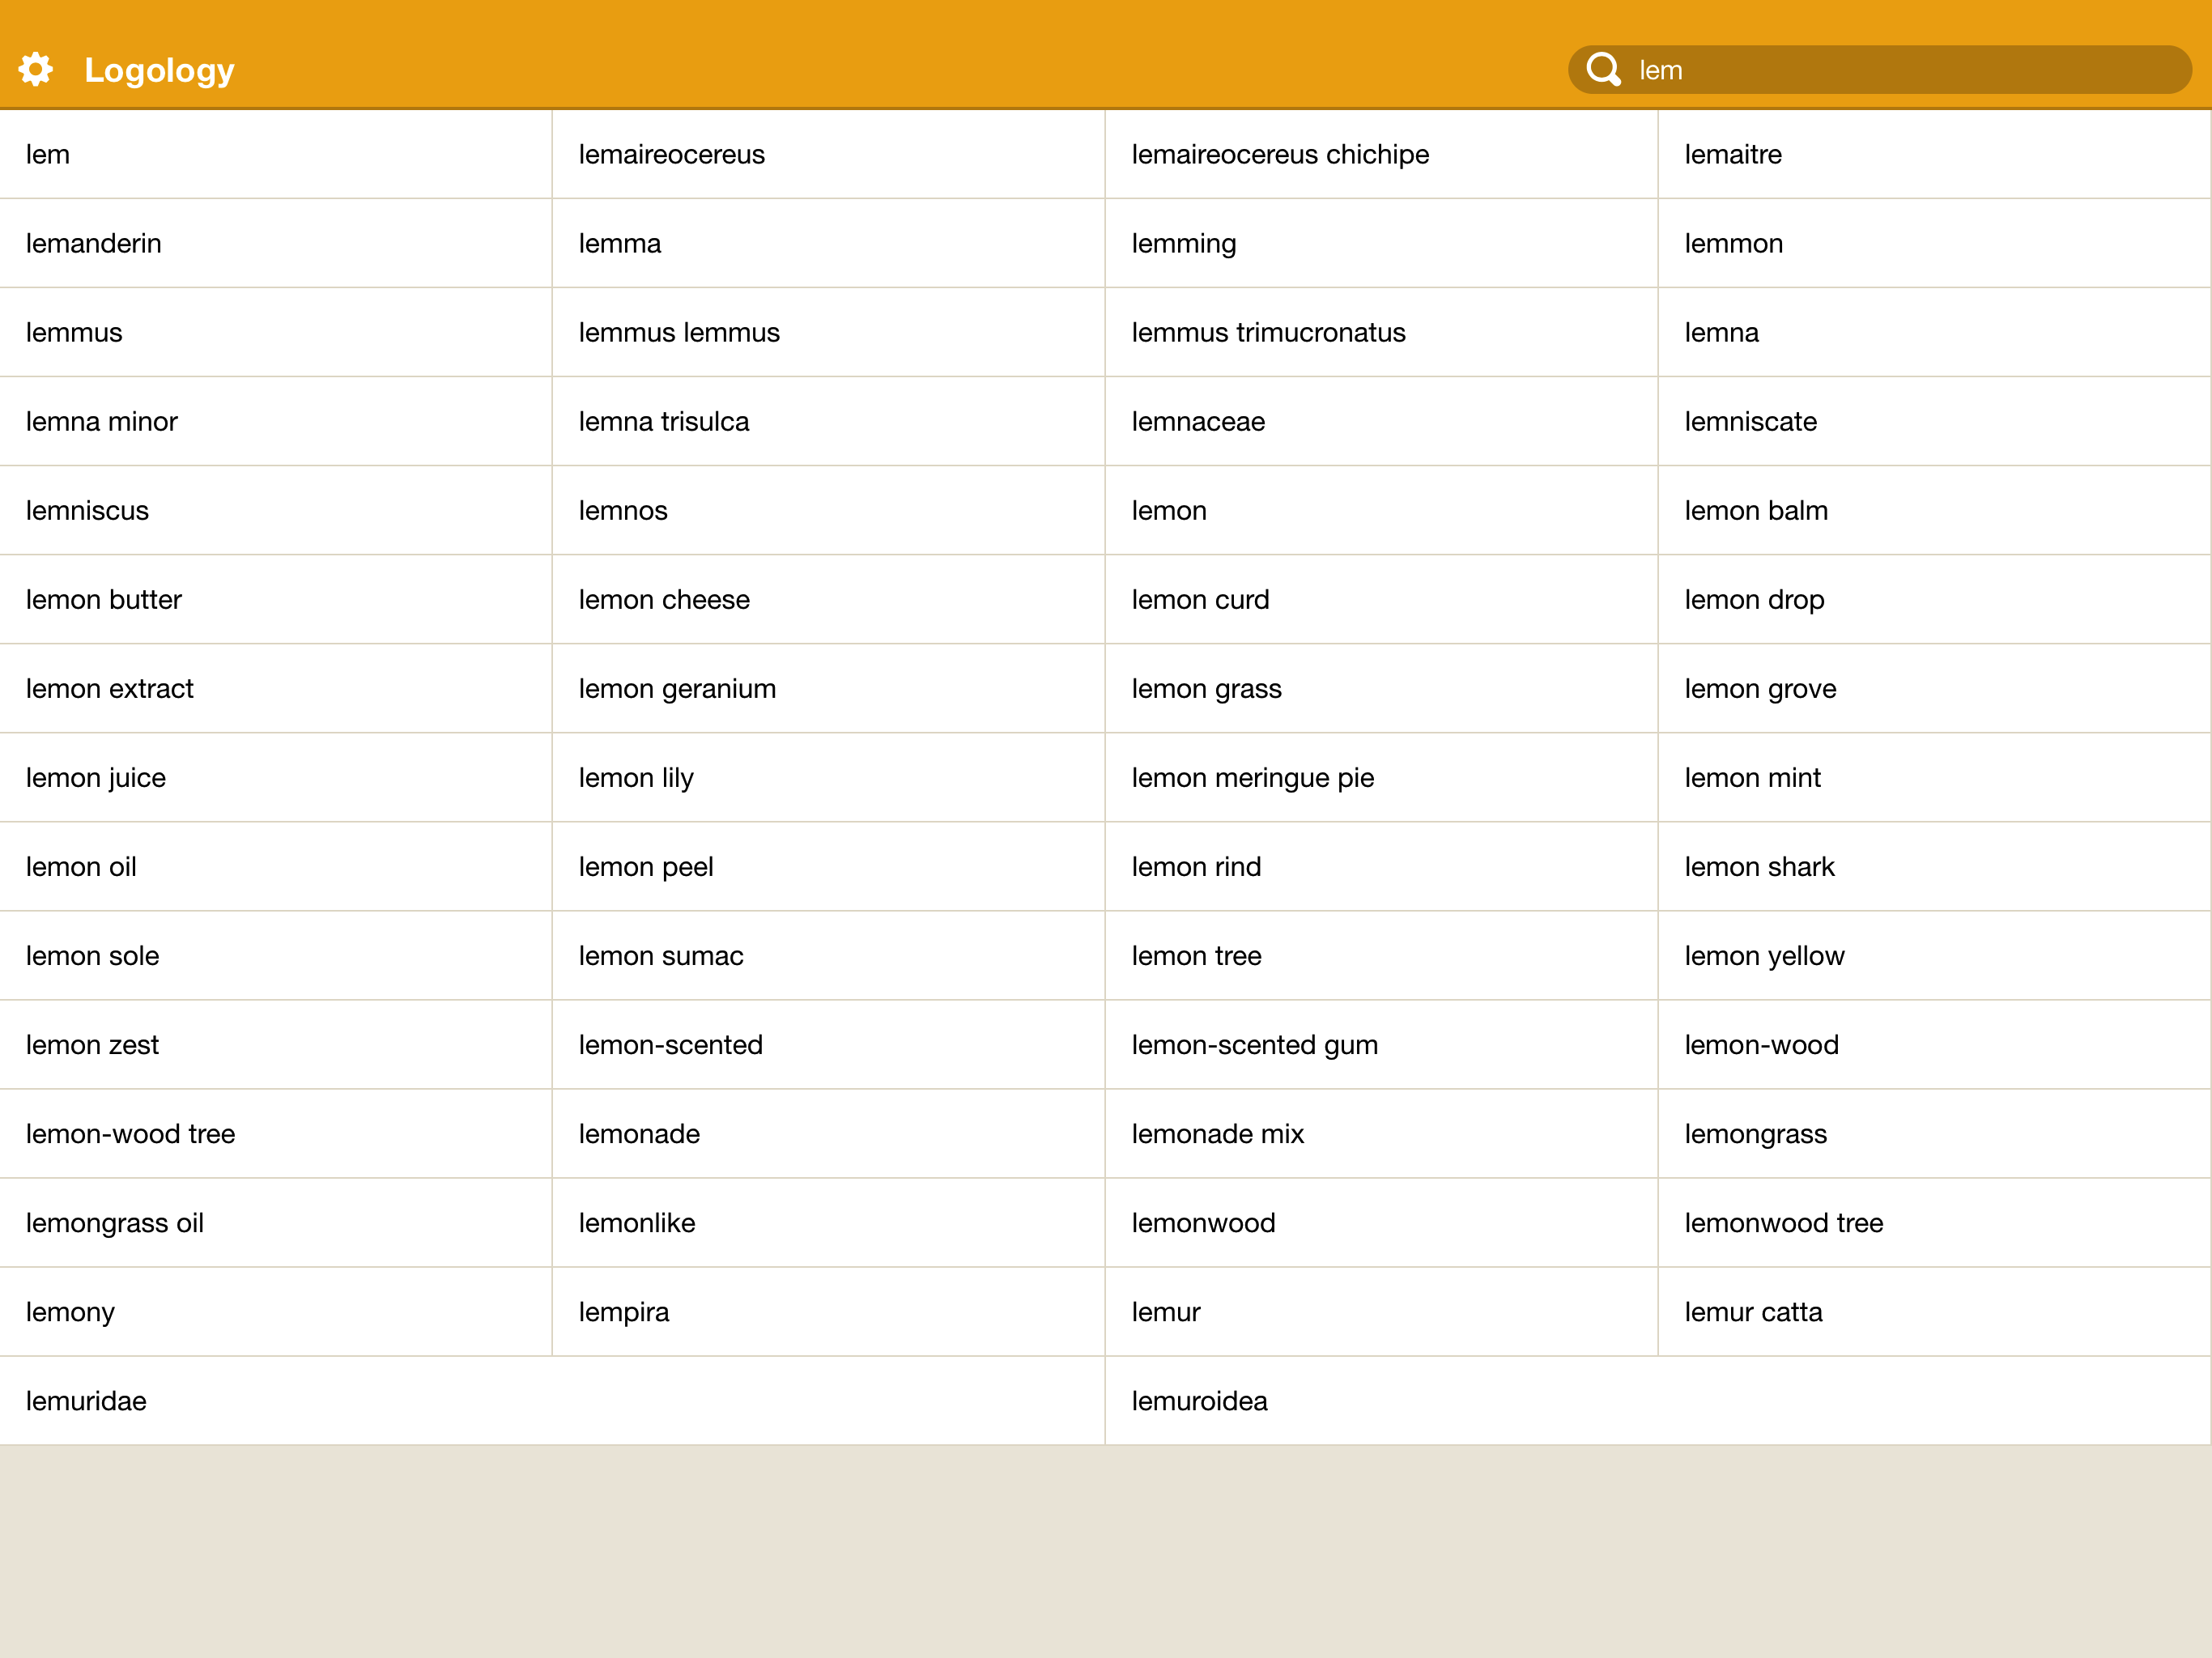 Logology
lem
lem lemaireocereus lemaireocereus chichipe lemaitre
lemanderin lemma lemming lemmon
lemmus lemmus lemmus lemmus trimucronatus lemna
lemna minor lemna trisulca lemnaceae lemniscate
lemniscus lemnos lemon lemon balm
lemon butter lemon cheese lemon curd lemon drop
lemon extract lemon geranium lemon grass lemon grove
lemon juice lemon lily lemon meringue pie lemon mint
lemon oil lemon peel lemon rind lemon shark
lemon sole lemon sumac lemon tree lemon yellow
lemon zest lemon-scented lemon-scented gum lemon-wood
lemon-wood tree lemonade lemonade mix lemongrass
lemongrass oil lemonlike lemonwood lemonwood tree
lemony lempira lemur lemur catta
lemuridae lemuroidea